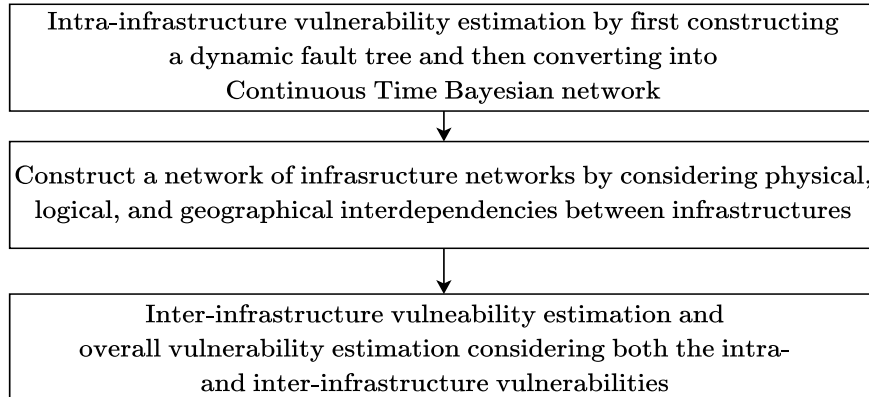 Intra-infrastructure vulnerability estimation by first constructing
a dynamic fault tree and then converting into
Continuous Time Bayesian network
Construct a network of infrasructure networks by considering physical,
logical, and geographical interdependencies between infrastructures
Inter-infrastructure vulneability estimation and
overall vulnerability estimation considering both the intra-
and inter-infrastructure vulnerabilities